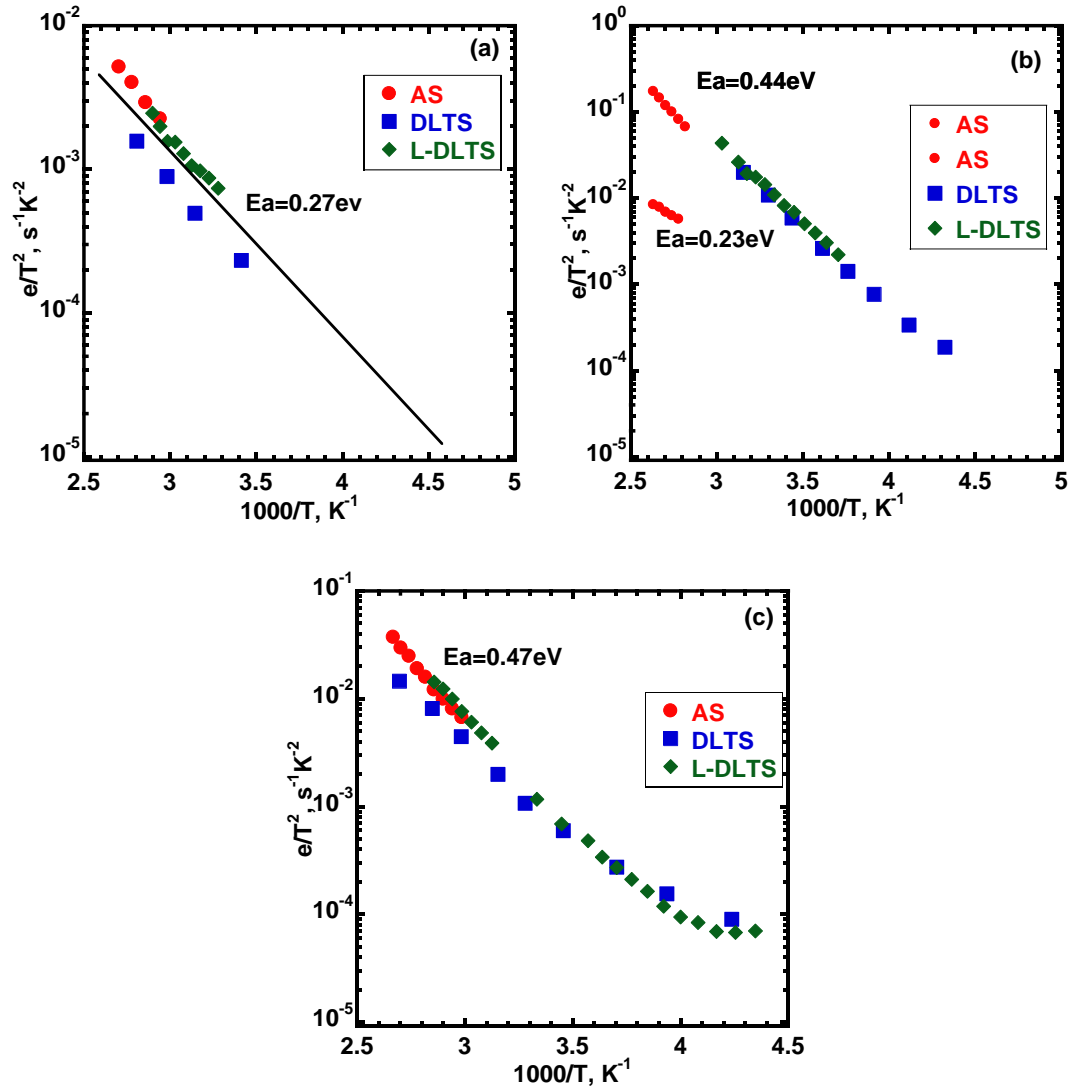 (a)
10⁻²
10⁻³
10⁻⁴
10⁻⁵
e/T², s⁻¹K⁻²
AS
DLTS
L-DLTS
Ea=0.27ev
2.5 3 3.5 4 4.5 5
1000/T, K⁻¹
(b)
10⁰
10⁻¹
10⁻²
10⁻³
10⁻⁴
10⁻⁵
e/T², s⁻¹K⁻²
Ea=0.44eV
AS
AS
DLTS
L-DLTS
Ea=0.23eV
2.5 3 3.5 4 4.5 5
1000/T, K⁻¹
(c)
10⁻¹
10⁻²
10⁻³
10⁻⁴
10⁻⁵
e/T², s⁻¹K⁻²
Ea=0.47eV
AS
DLTS
L-DLTS
2.5 3 3.5 4 4.5
1000/T, K⁻¹